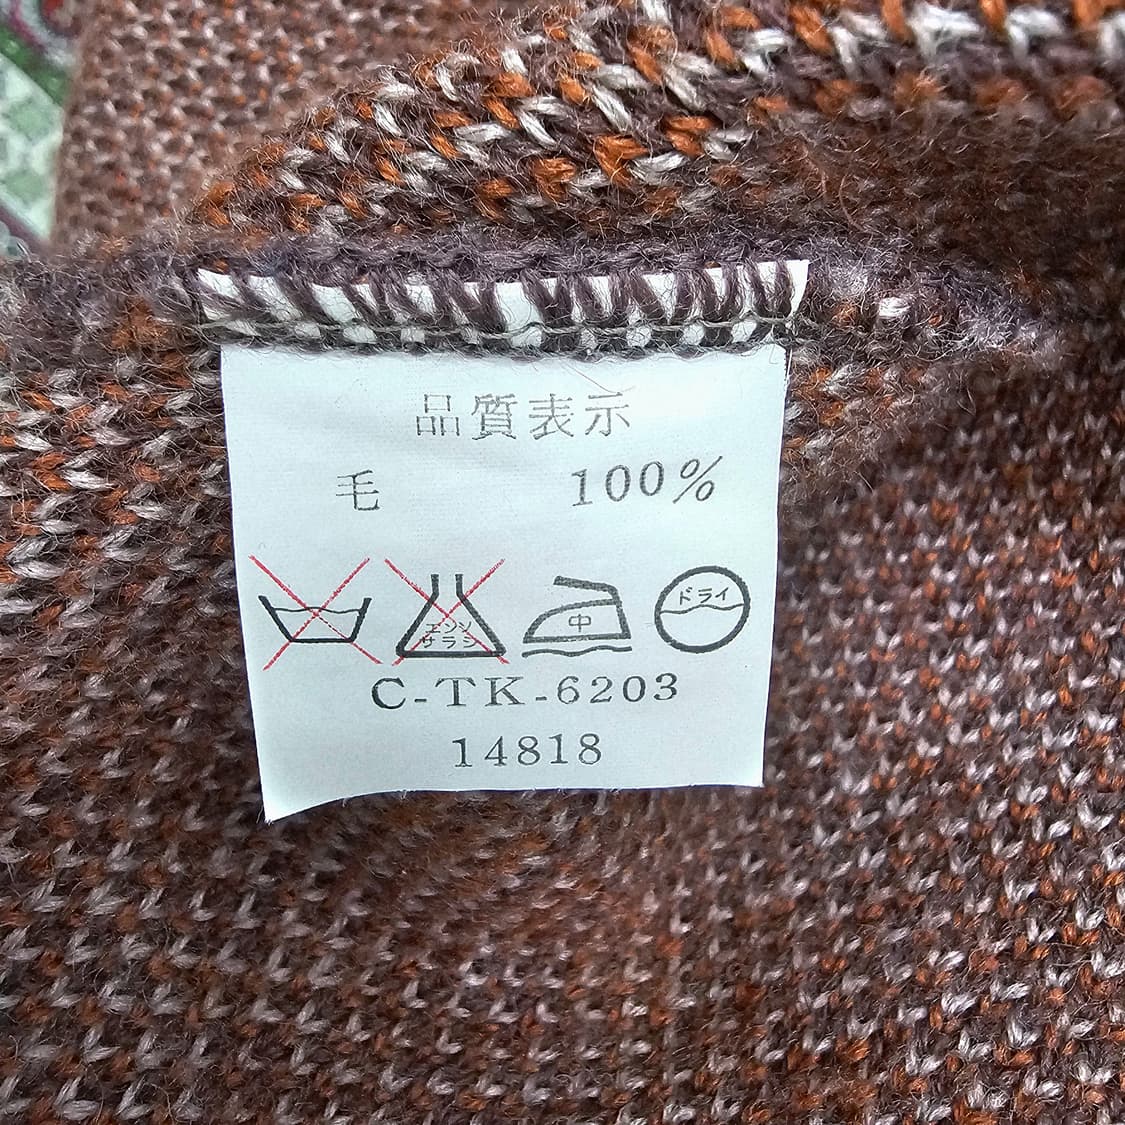 品質表示
毛 100%
エンソ
サラシ
中
ドライ
C-TK-6203
14818